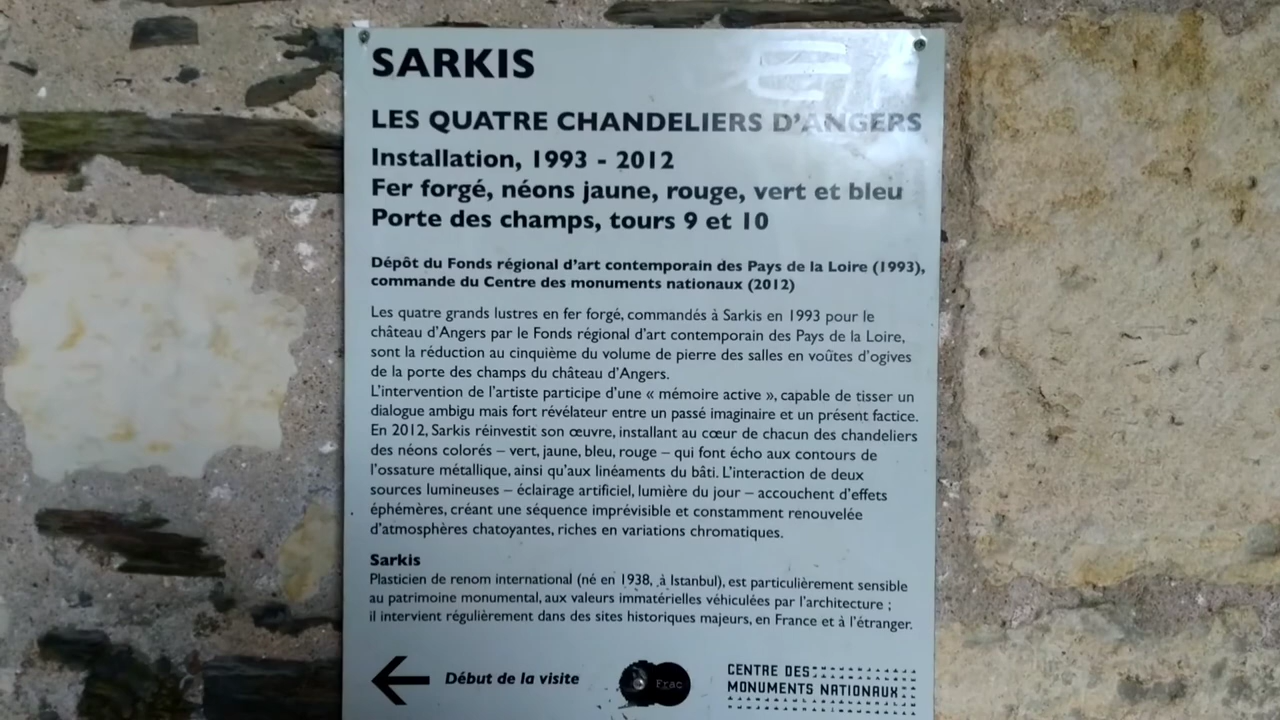 SARKIS
LES QUATRE CHANDELIERS D'ANGERS
Installation, 1993 - 2012
Fer forgé, néons jaune, rouge, vert et bleu
Porte des champs, tours 9 et 10
Dépôt du Fonds régional d'art contemporain des Pays de la Loire (1993),
commande du Centre des monuments nationaux (2012)
Les quatre grands lustres en fer forgé, commandés à Sarkis en 1993 pour le
château d'Angers par le Fonds régional d'art contemporain des Pays de la Loire,
sont la réduction au cinquième du volume de pierre des salles en voûtes d'ogives
de la porte des champs du château d'Angers.
L'intervention de l'artiste participe d'une « mémoire active », capable de tisser un
dialogue ambigu mais fort révélateur entre un passé imaginaire et un présent factice.
En 2012, Sarkis réinvestit son œuvre, installant au cœur de chacun des chandeliers
des néons colorés – vert, jaune, bleu, rouge – qui font écho aux contours de
l'ossature métallique, ainsi qu'aux linéaments du bâti. L'interaction de deux
sources lumineuses – éclairage artificiel, lumière du jour – accouchent d'effets
éphémères, créant une séquence imprévisible et constamment renouvelée
d'atmosphères chatoyantes, riches en variations chromatiques.
Sarkis
Plasticien de renom international (né en 1938, à Istanbul), est particulièrement sensible
au patrimoine monumental, aux valeurs immatérielles véhiculées par l'architecture ;
il intervient régulièrement dans des sites historiques majeurs, en France et à l'étranger.
Début de la visite
Frac
CENTRE DES
MONUMENTS NATIONAUX